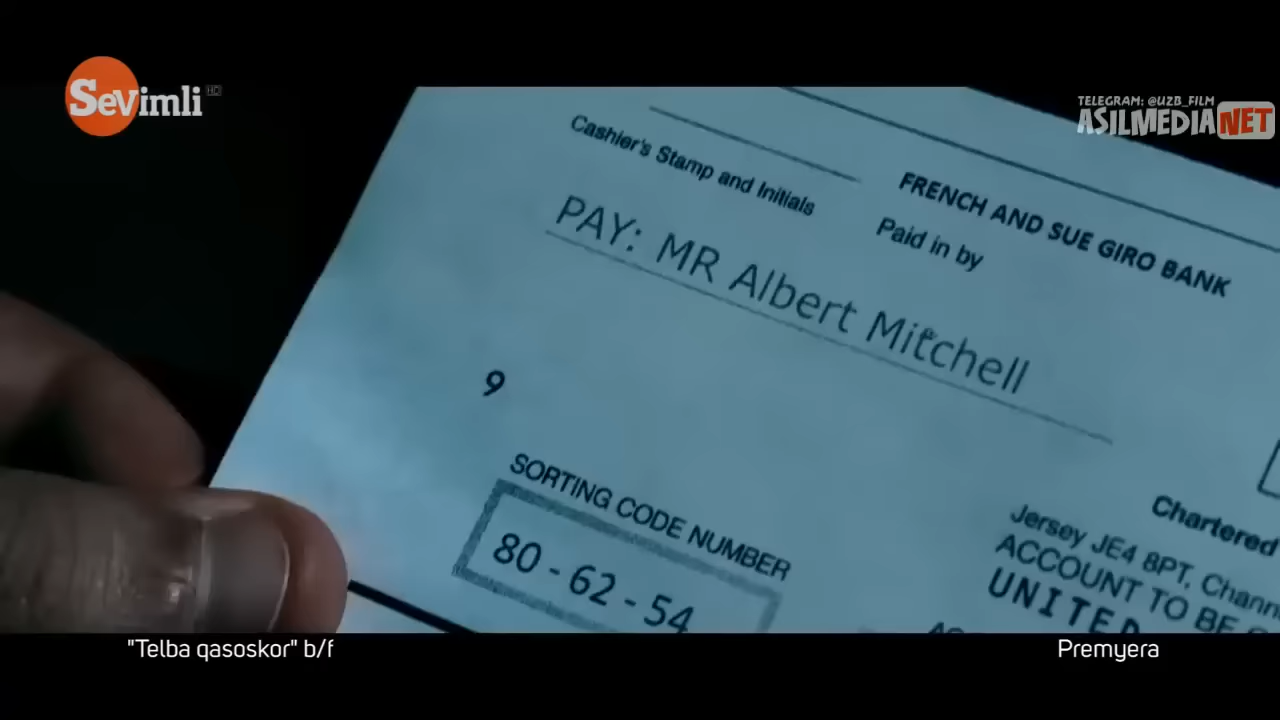 Sevimli HD
TELEGRAM: @UZB_FILM
ASILMEDIA NET
Cashier's Stamp and Initials
FRENCH AND SUE GIRO BANK
Paid in by
PAY: MR Albert Mitchell
9
SORTING CODE NUMBER
80 - 62 - 54
Chartered
Jersey JE4 8PT, Chann
ACCOUNT TO BE
UNITED
"Telba qasoskor" b/f
Premyera